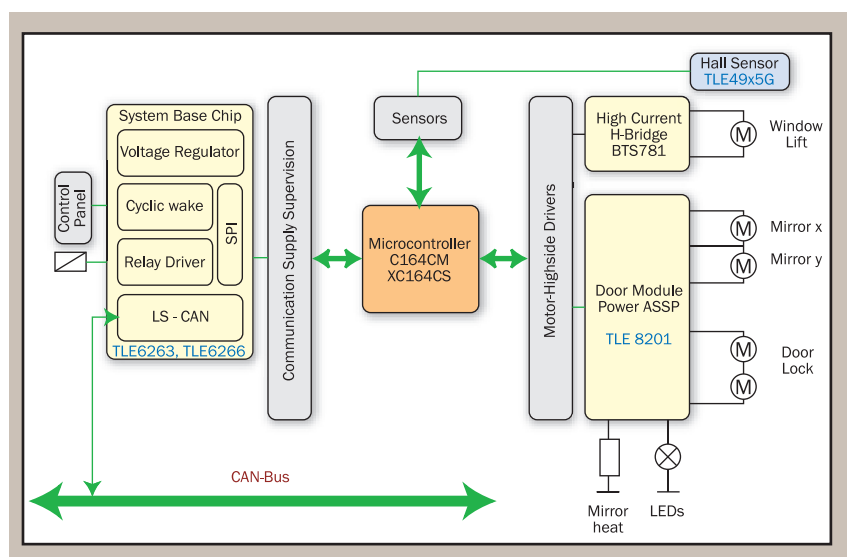 Hall Sensor
TLE49x5G
System Base Chip
Voltage Regulator
Cyclic wake
SPI
Relay Driver
LS - CAN
TLE6263, TLE6266
Control
Panel
Communication Supply Supervision
Sensors
Microcontroller
C164CM
XC164CS
Motor-Highside Drivers
High Current
H-Bridge
BTS781
M
Window
Lift
Door Module
Power ASSP
TLE 8201
M
Mirror x
M
Mirror y
M
M
Door
Lock
Mirror
heat
LEDs
CAN-Bus